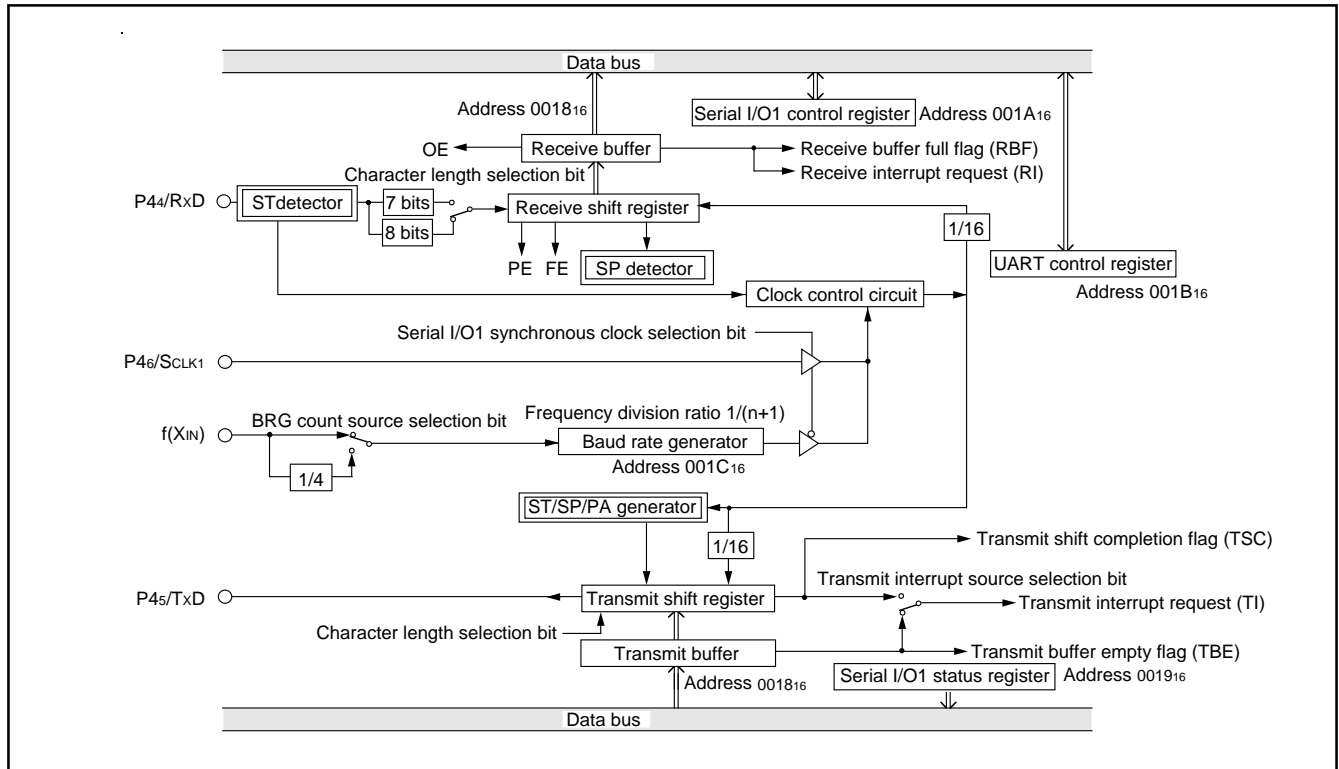 Data bus
Address 001816
Serial I/O1 control register
Address 001A16
OE
Receive buffer
Receive buffer full flag (RBF)
Receive interrupt request (RI)
Character length selection bit
P44/RXD
STdetector
7 bits
Receive shift register
8 bits
1/16
PE
FE
SP detector
UART control register
Address 001B16
Clock control circuit
Serial I/O1 synchronous clock selection bit
P46/SCLK1
BRG count source selection bit
Frequency division ratio 1/(n+1)
f(XIN)
Baud rate generator
Address 001C16
1/4
ST/SP/PA generator
1/16
Transmit shift completion flag (TSC)
Transmit interrupt source selection bit
P45/TXD
Transmit shift register
Transmit interrupt request (TI)
Character length selection bit
Transmit buffer
Transmit buffer empty flag (TBE)
Address 001816
Serial I/O1 status register
Address 001916
Data bus